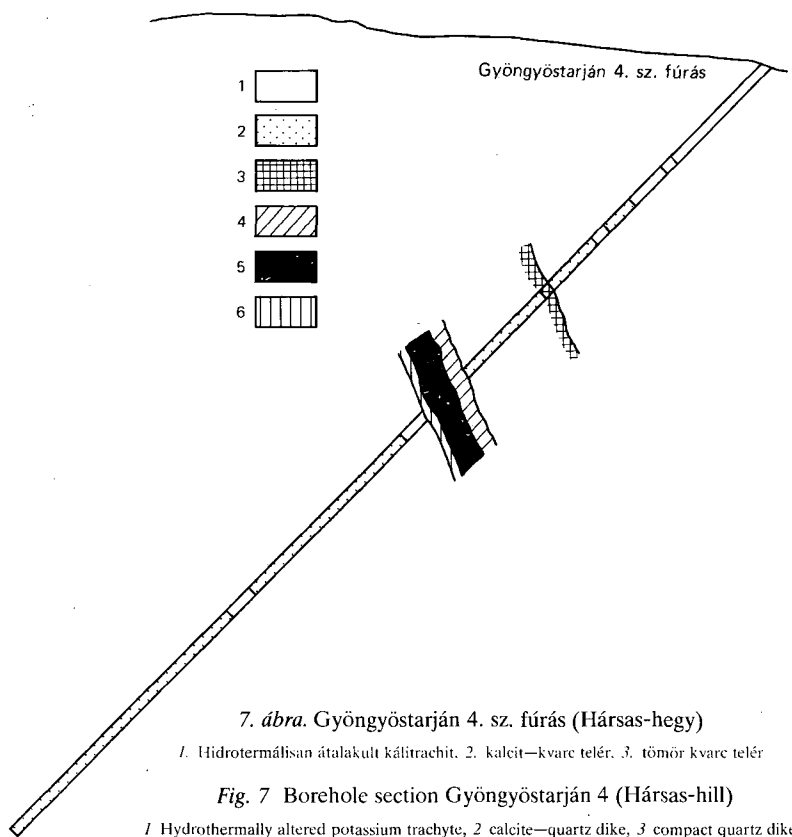 Gyöngyöstarján 4. sz. fúrás
1
2
3
4
5
6
7. ábra. Gyöngyöstarján 4. sz. fúrás (Hársas-hegy)
1. Hidrotermálisan átalakult kálitrachit, 2. kalcit—kvarc telér, 3. tömör kvarc telér
Fig. 7 Borehole section Gyöngyöstarján 4 (Hársas-hill)
1 Hydrothermally altered potassium trachyte, 2 calcite—quartz dike, 3 compact quartz dike